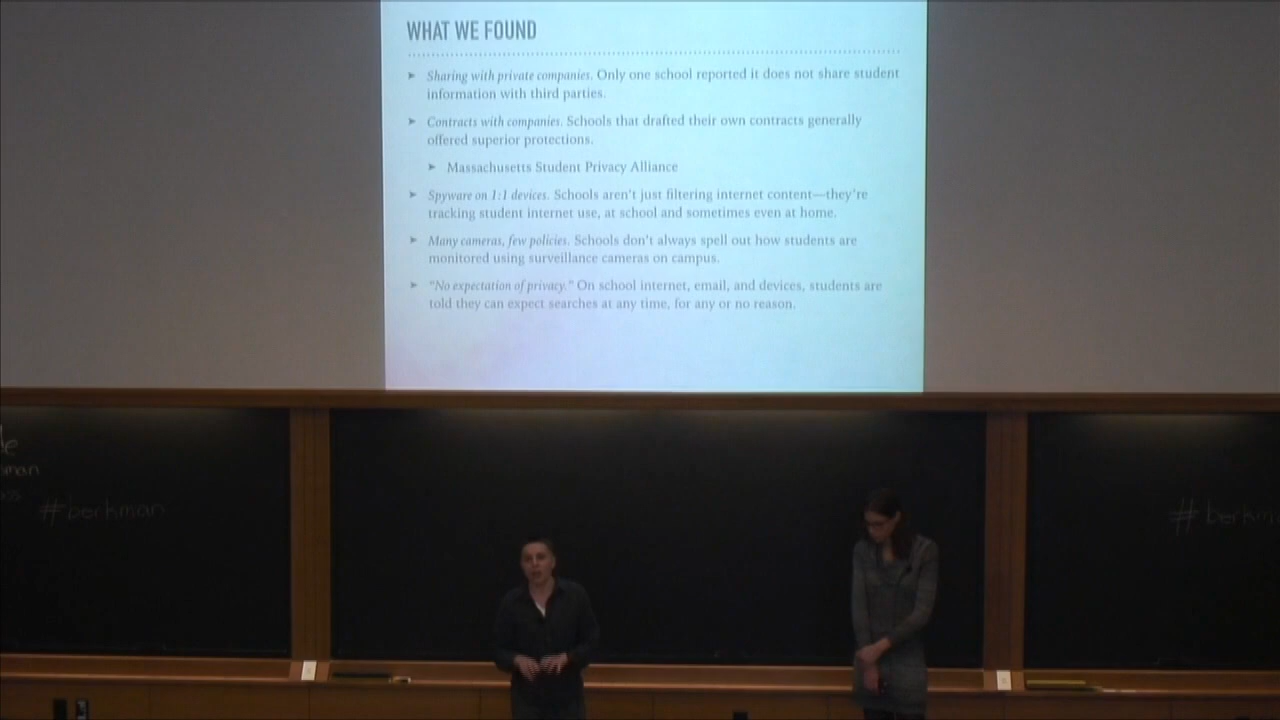 WHAT WE FOUND
Sharing with private companies. Only one school reported it does not share student
information with third parties.
Contracts with companies. Schools that drafted their own contracts generally
offered superior protections.
Massachusetts Student Privacy Alliance
Spyware on 1:1 devices. Schools aren't just filtering internet content—they're
tracking student internet use, at school and sometimes even at home.
Many cameras, few policies. Schools don't always spell out how students are
monitored using surveillance cameras on campus.
"No expectation of privacy." On school internet, email, and devices, students are
told they can expect searches at any time, for any or no reason.
#berkman